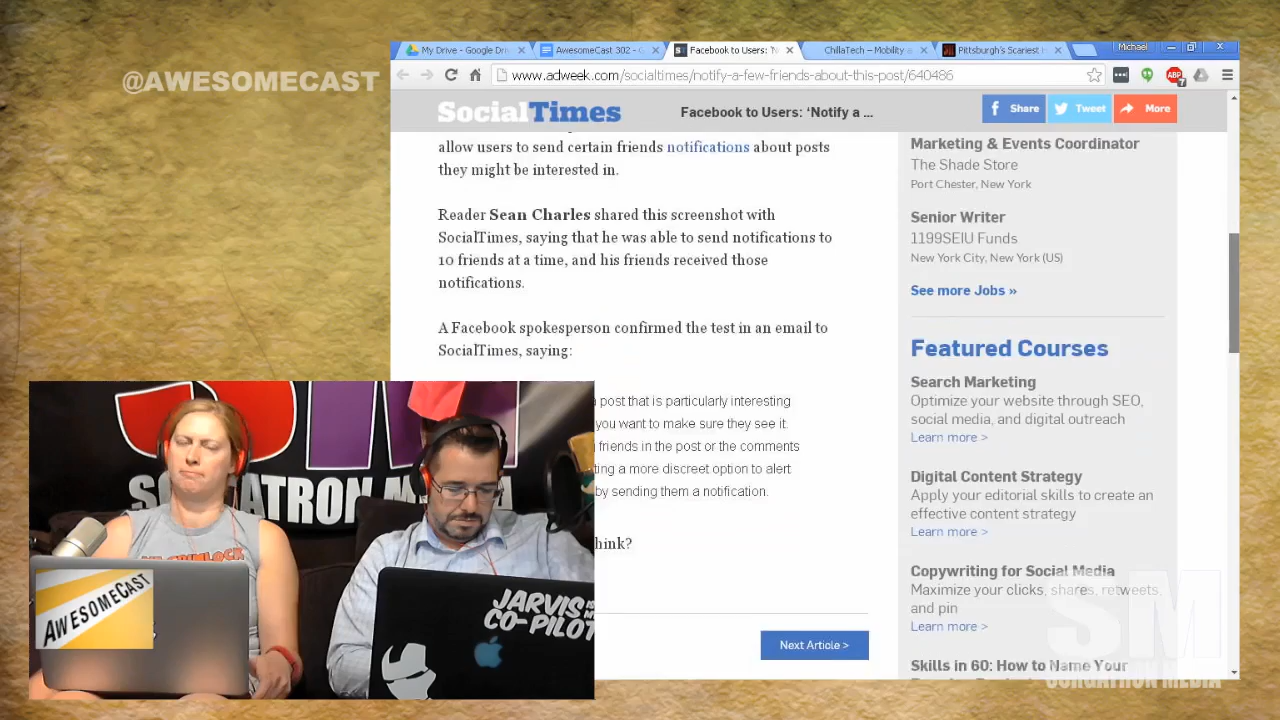 @AWESOMECAST
My Drive - Google Dri
AwesomeCast 302 - G
Facebook to Users: 'N
ChillaTech – Mobility
Pittsburgh's Scariest
Michael
www.adweek.com/socialtimes/notify-a-few-friends-about-this-post/640486
ABP
7
SocialTimes
Facebook to Users: ‘Notify a ...
Share
Tweet
More
allow users to send certain friends notifications about posts
they might be interested in.
Reader Sean Charles shared this screenshot with
SocialTimes, saying that he was able to send notifications to
10 friends at a time, and his friends received those
notifications.
A Facebook spokesperson confirmed the test in an email to
SocialTimes, saying:
post that is particularly interesting
you want to make sure they see it.
friends in the post or the comments
ting a more discreet option to alert
by sending them a notification.
hink?
Next Article >
Marketing & Events Coordinator
The Shade Store
Port Chester, New York
Senior Writer
1199SEIU Funds
New York City, New York (US)
See more Jobs »
Featured Courses
Search Marketing
Optimize your website through SEO,
social media, and digital outreach
Learn more >
Digital Content Strategy
Apply your editorial skills to create an
effective content strategy
Learn more >
Copywriting for Social Media
Maximize your clicks, shares, retweets,
and pin
Learn more >
Skills in 60: How to Name Your
SM
SORGATRON MEDIA
AWESOMECAST
JARVIS IS MY
CO-PILOT